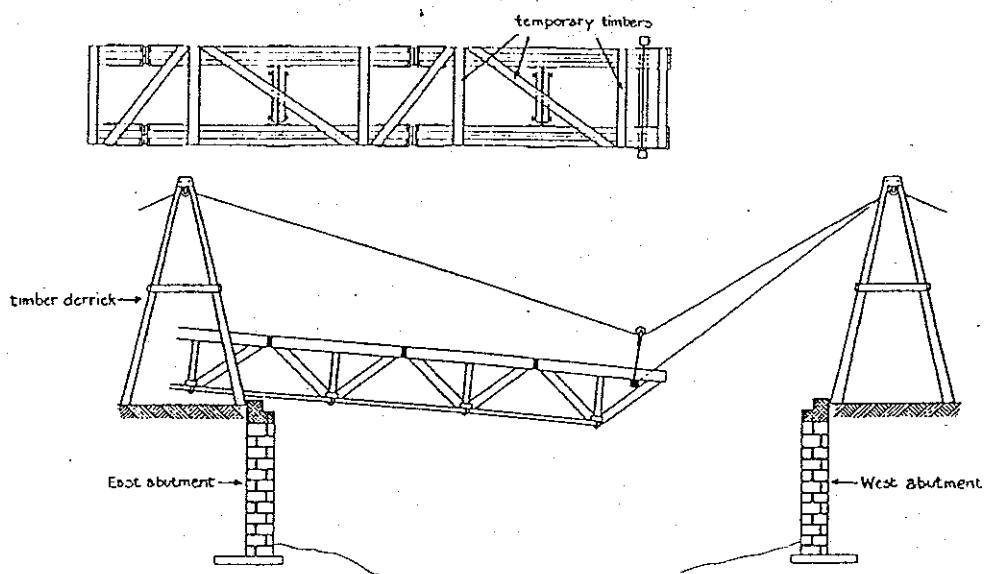 temporary timbers
timber derrick
East abutment
West abutment